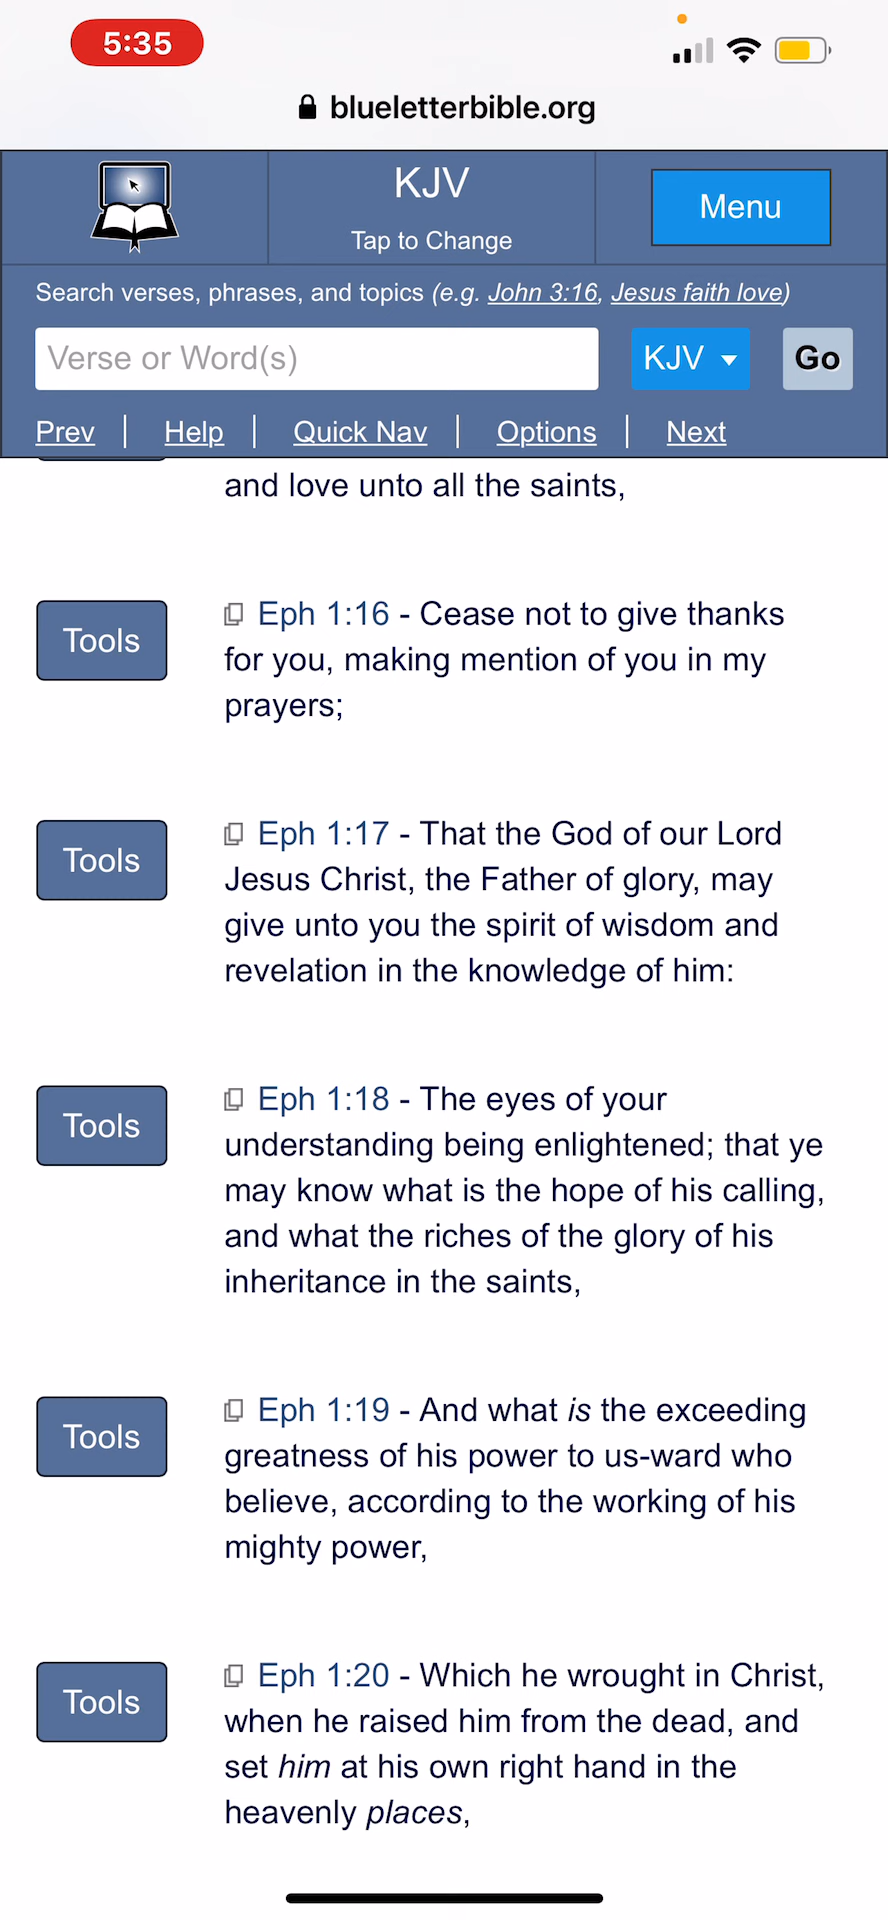 5:35
blueletterbible.org
KJV
Tap to Change
Menu
Search verses, phrases, and topics (e.g. John 3:16, Jesus faith love)
Verse or Word(s)
KJV
Go
Prev | Help | Quick Nav | Options | Next
and love unto all the saints,
Tools
Eph 1:16 - Cease not to give thanks
for you, making mention of you in my
prayers;
Tools
Eph 1:17 - That the God of our Lord
Jesus Christ, the Father of glory, may
give unto you the spirit of wisdom and
revelation in the knowledge of him:
Tools
Eph 1:18 - The eyes of your
understanding being enlightened; that ye
may know what is the hope of his calling,
and what the riches of the glory of his
inheritance in the saints,
Tools
Eph 1:19 - And what is the exceeding
greatness of his power to us-ward who
believe, according to the working of his
mighty power,
Tools
Eph 1:20 - Which he wrought in Christ,
when he raised him from the dead, and
set him at his own right hand in the
heavenly places,